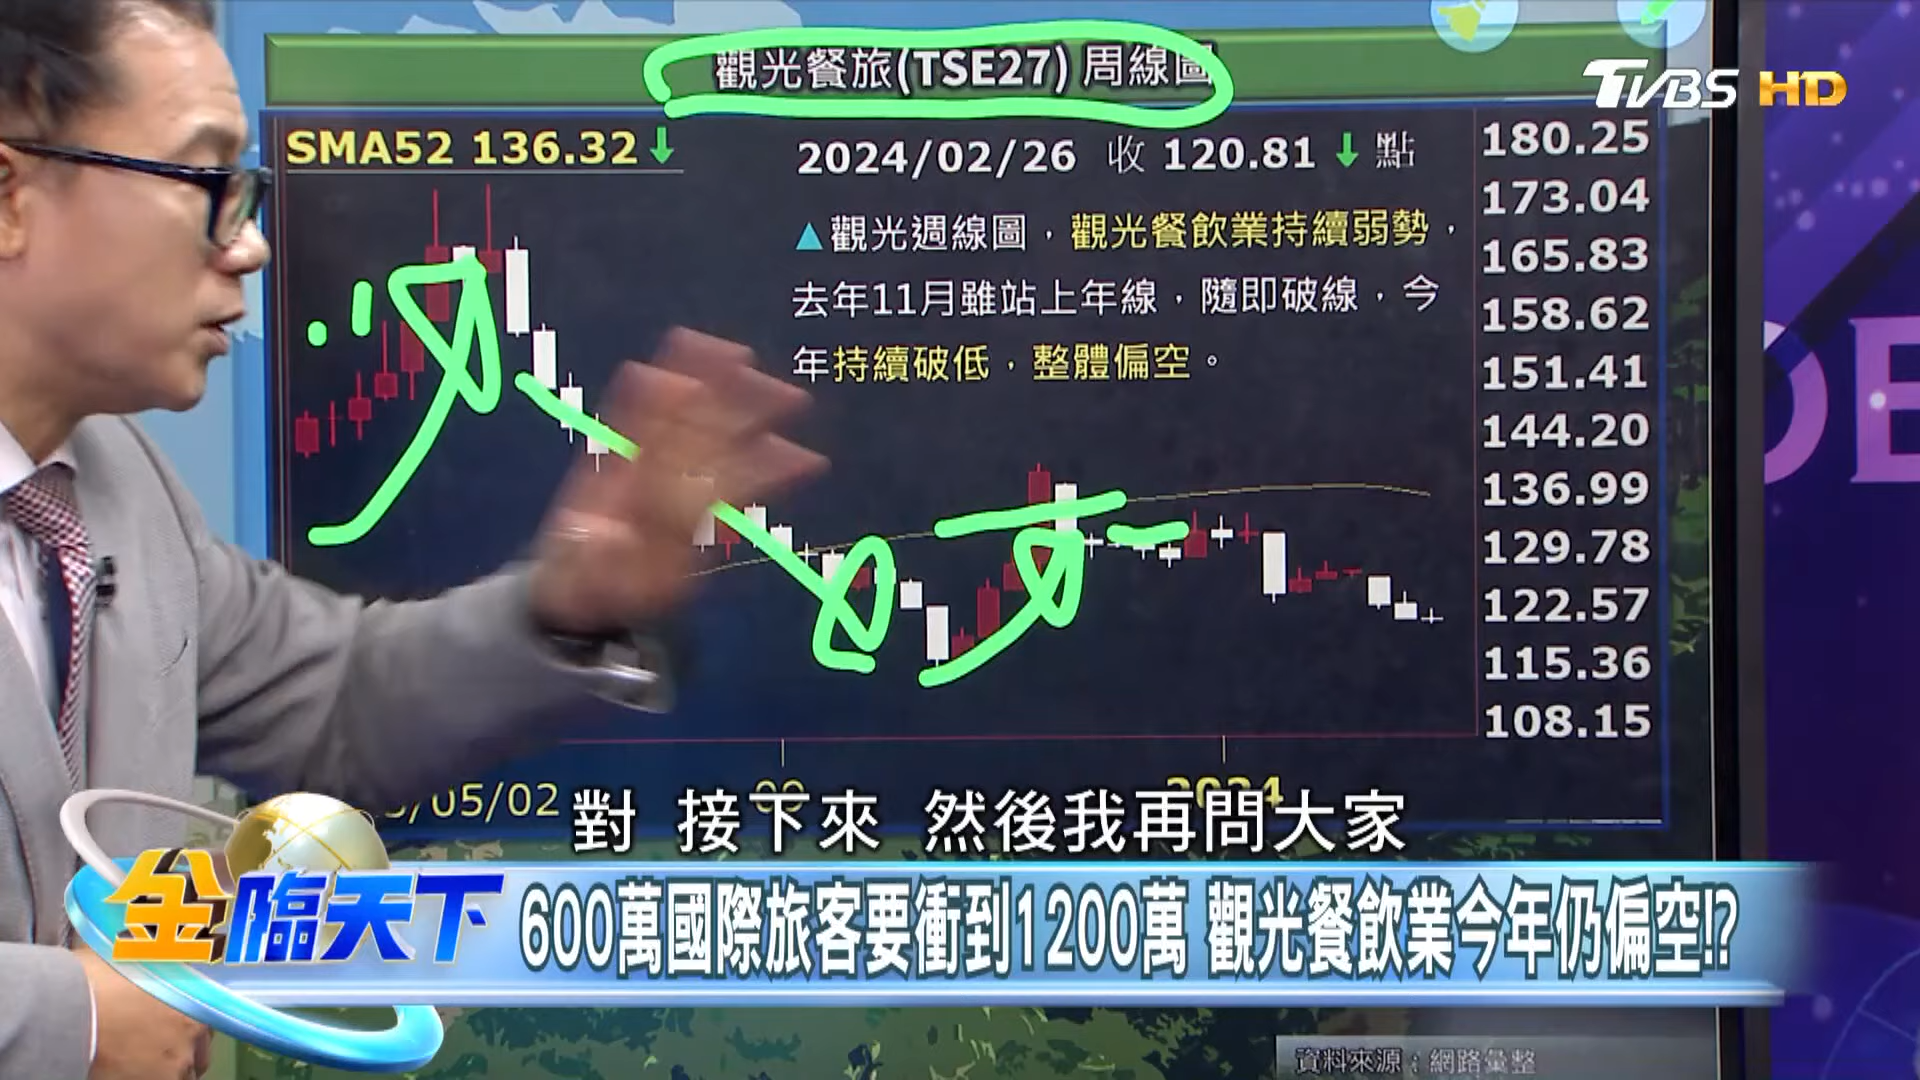 觀光餐旅(TSE27) 周線圖
TVBS HD
SMA52 136.32↓
2024/02/26 收 120.81↓點
▲觀光週線圖，觀光餐飲業持續弱勢，
去年11月雖站上年線，隨即破線，今
年持續破低，整體偏空。
180.25
173.04
165.83
158.62
151.41
144.20
136.99
129.78
122.57
115.36
108.15
/05/02
09
2024
對 接下來 然後我再問大家
金臨天下
600萬國際旅客要衝到1200萬 觀光餐飲業今年仍偏空!?
資料來源：網路彙整